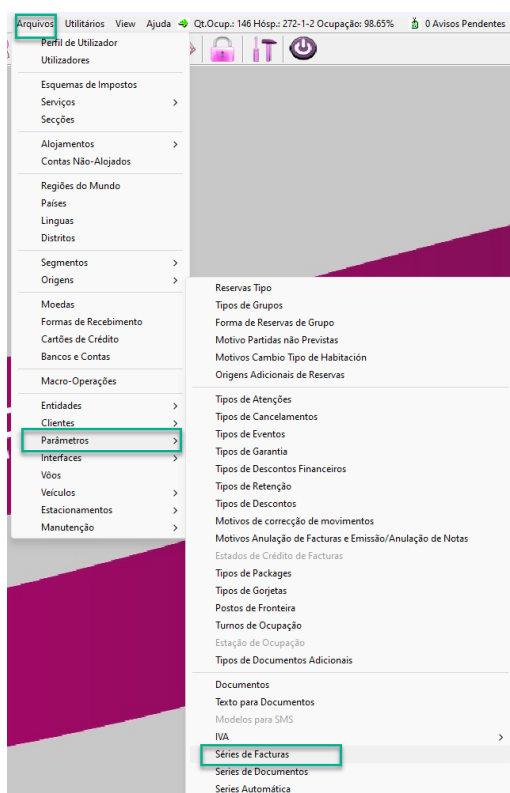 Arquivos Utilitários View Ajuda Qt.Ocup.: 146 Hósp.: 272-1-2 Ocupação: 98.65% 0 Avisos Pendentes
Perfil de Utilizador
Utilizadores
Esquemas de Impostos
Serviços
Secções
Alojamentos
Contas Não-Alojados
Regiões do Mundo
Países
Linguas
Distritos
Segmentos
Origens
Moedas
Formas de Recebimento
Cartões de Crédito
Bancos e Contas
Macro-Operações
Entidades
Clientes
Parâmetros
Interfaces
Vôos
Veículos
Estacionamentos
Manutenção
Reservas Tipo
Tipos de Grupos
Forma de Reservas de Grupo
Motivo Partidas não Previstas
Motivos Cambio Tipo de Habitación
Origens Adicionais de Reservas
Tipos de Atenções
Tipos de Cancelamentos
Tipos de Eventos
Tipos de Garantia
Tipos de Descontos Financeiros
Tipos de Retenção
Tipos de Descontos
Motivos de correcção de movimentos
Motivos Anulação de Facturas e Emissão/Anulação de Notas
Estados de Crédito de Facturas
Tipos de Packages
Tipos de Gorjetas
Postos de Fronteira
Turnos de Ocupação
Estação de Ocupação
Tipos de Documentos Adicionais
Documentos
Texto para Documentos
Modelos para SMS
IVA
Séries de Facturas
Series de Documentos
Series Automática